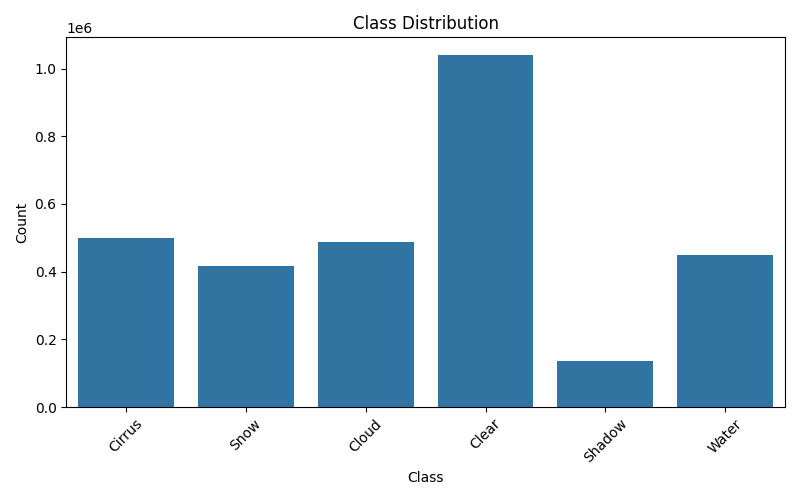 Class Distribution
1e6
1.0
0.8
0.6
0.4
0.2
0.0
Count
Cirrus
Snow
Cloud
Clear
Shadow
Water
Class